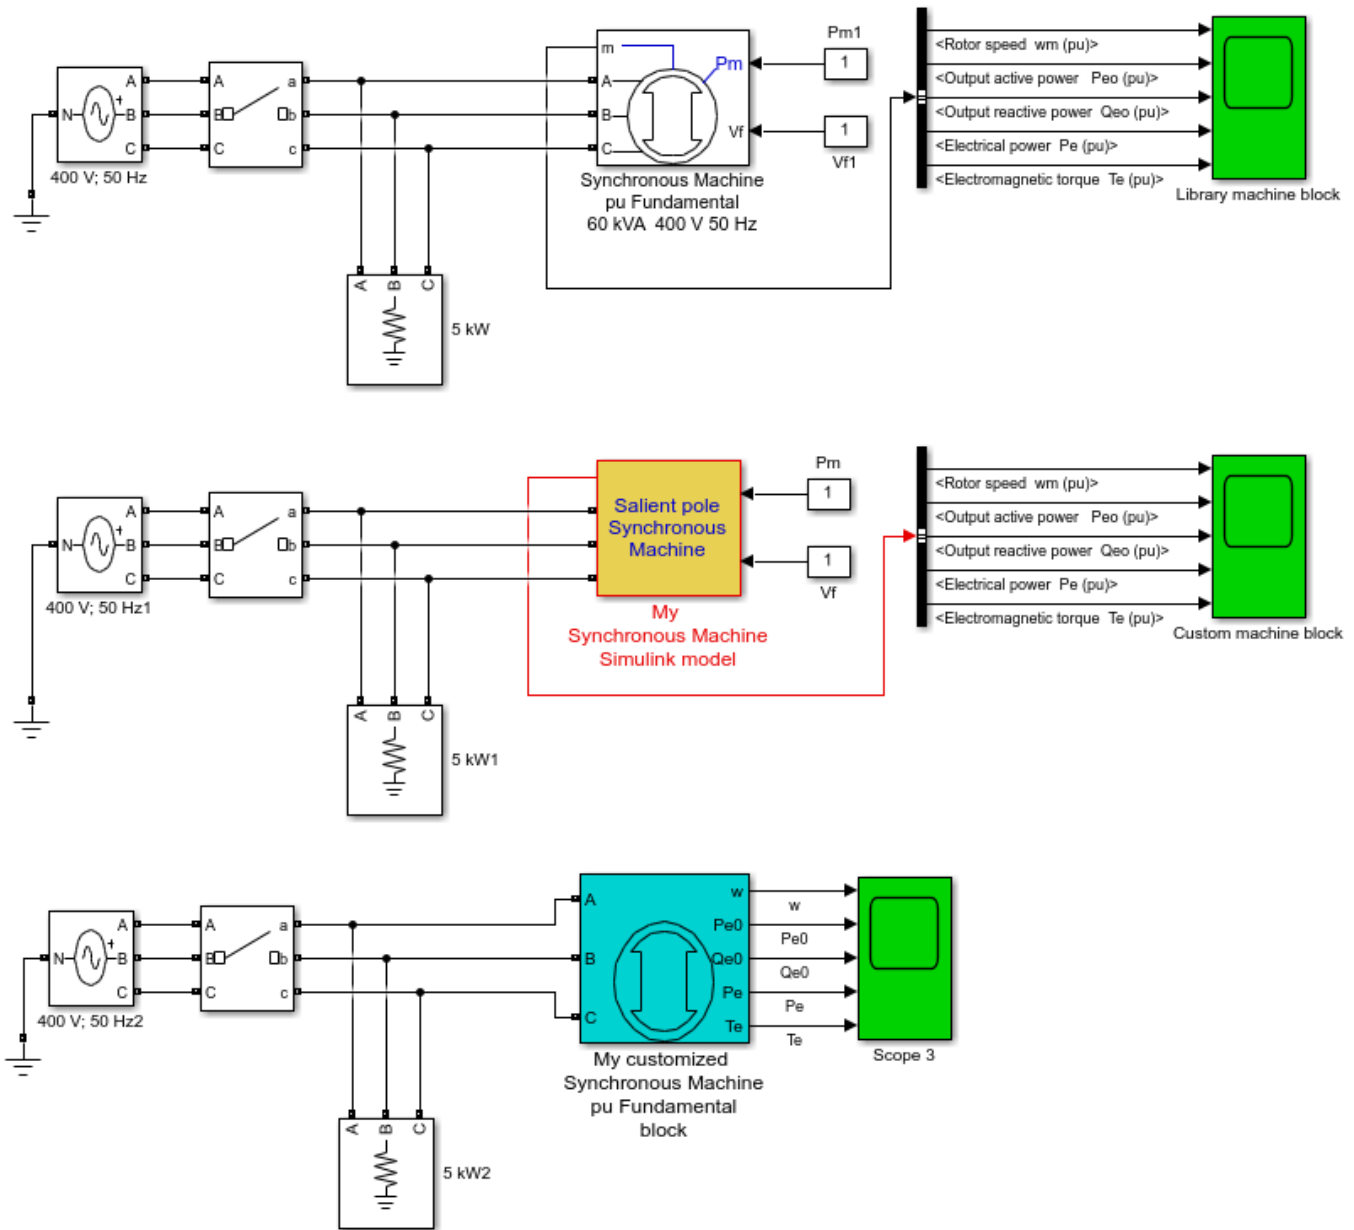 Pm1
1
m
Pm
A
B
C
Vf
1
Vf1
N
A
B
C
A
B
C
a
b
c
400 V; 50 Hz
Synchronous Machine
pu Fundamental
60 kVA 400 V 50 Hz
<Rotor speed wm (pu)>
<Output active power Peo (pu)>
<Output reactive power Qeo (pu)>
<Electrical power Pe (pu)>
<Electromagnetic torque Te (pu)>
Library machine block
A
B
C
5 kW
Pm
1
N
A
B
C
A
B
C
a
b
c
400 V; 50 Hz1
Salient pole
Synchronous
Machine
1
Vf
My
Synchronous Machine
Simulink model
<Rotor speed wm (pu)>
<Output active power Peo (pu)>
<Output reactive power Qeo (pu)>
<Electrical power Pe (pu)>
<Electromagnetic torque Te (pu)>
Custom machine block
A
B
C
5 kW1
N
A
B
C
A
B
C
a
b
c
400 V; 50 Hz2
A
B
C
w
Pe0
Qe0
Pe
Te
w
Pe0
Qe0
Pe
Te
Scope 3
My customized
Synchronous Machine
pu Fundamental
block
A
B
C
5 kW2